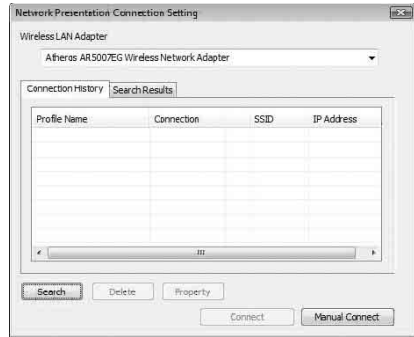 Network Presentation Connection Setting
Wireless LAN Adapter
Atheros AR5007EG Wireless Network Adapter
Connection History Search Results
Profile Name Connection SSID IP Address
Search Delete Property
Connect Manual Connect